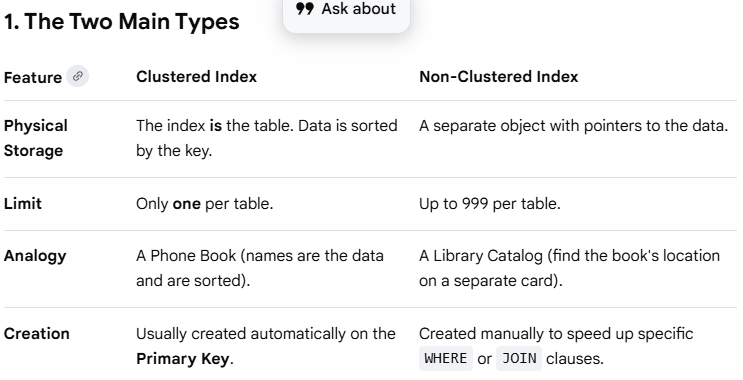 Ask about
1. The Two Main Types
Feature Clustered Index Non-Clustered Index
Physical Storage The index is the table. Data is sorted by the key. A separate object with pointers to the data.
Limit Only one per table. Up to 999 per table.
Analogy A Phone Book (names are the data and are sorted). A Library Catalog (find the book's location on a separate card).
Creation Usually created automatically on the Primary Key. Created manually to speed up specific WHERE or JOIN clauses.